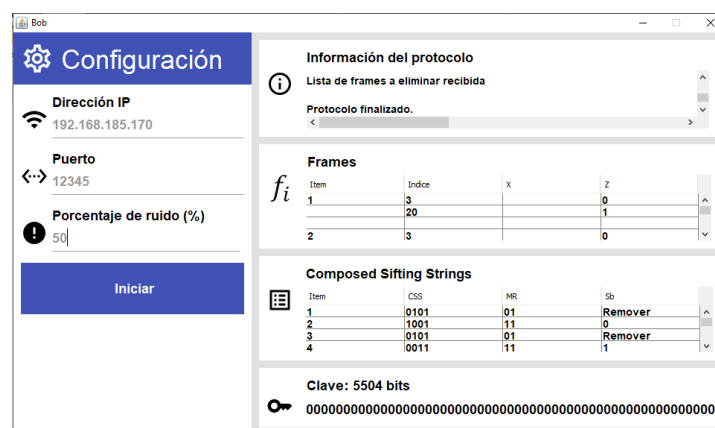 Bob
Configuración
Dirección IP
192.168.185.170
Puerto
12345
Porcentaje de ruido (%)
50
Iniciar
Información del protocolo
Lista de frames a eliminar recibida
Protocolo finalizado.
Frames
Item Indice X Z
1 3 0
20 1
2 3 0
Composed Sifting Strings
Item CSS MR Sb
1 0101 01 Remover
2 1001 11 0
3 0101 01 Remover
4 0011 11 1
Clave: 5504 bits
00000000000000000000000000000000000000000000000000000000